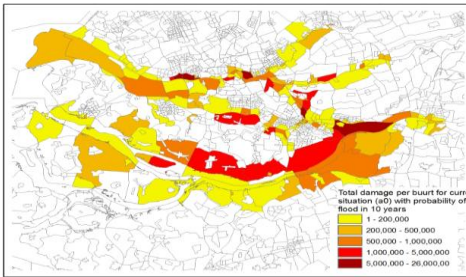 Total damage per buurt for curr
situation (a0) with probability of
flood in 10 years
1 - 200,000
200,000 - 500,000
500,000 - 1,000,000
1,000,000 - 5,000,000
5,000,000 - 26,000,00